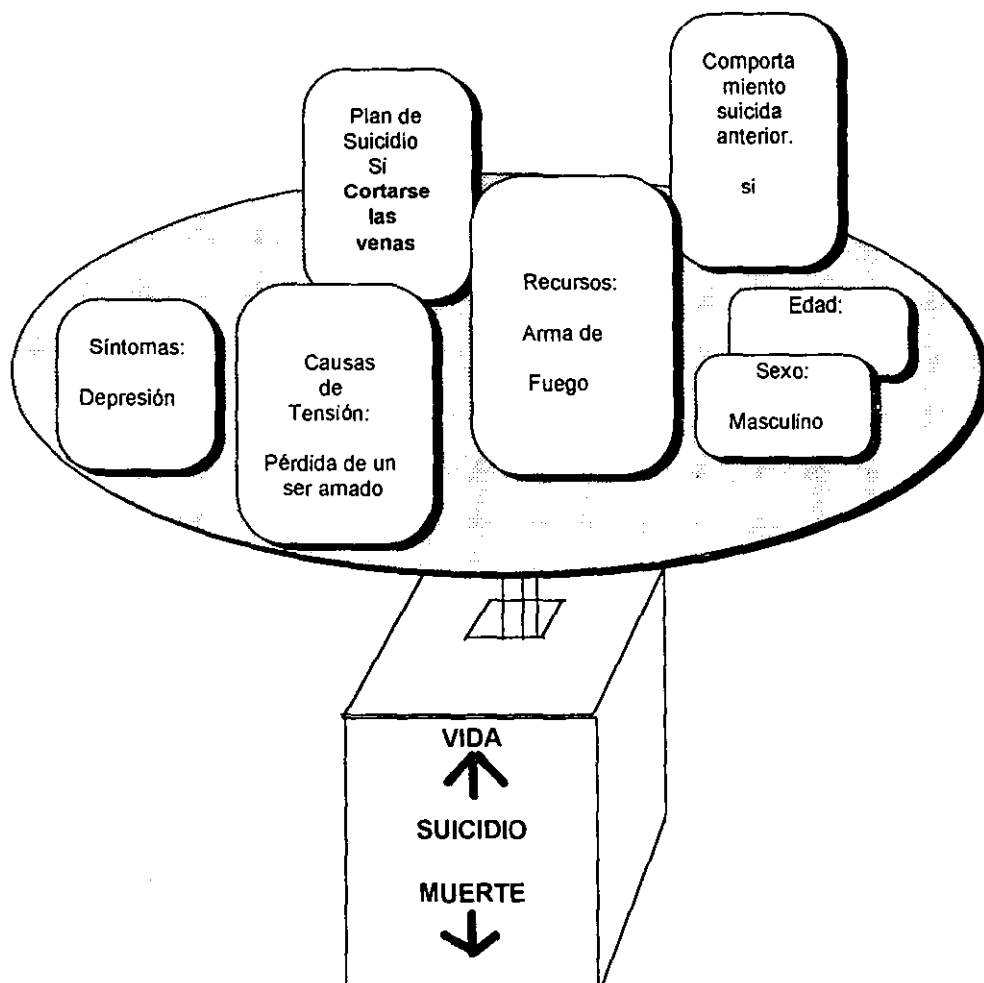 Comporta
miento
suicida
anterior.
si
Plan de
Suicidio
Sí
Cortarse
las
venas
Recursos:
Arma de
Fuego
Edad:
Sexo:
Masculino
Síntomas:
Depresión
Causas
de
Tensión:
Pérdida de un
ser amado
VIDA
SUICIDIO
MUERTE